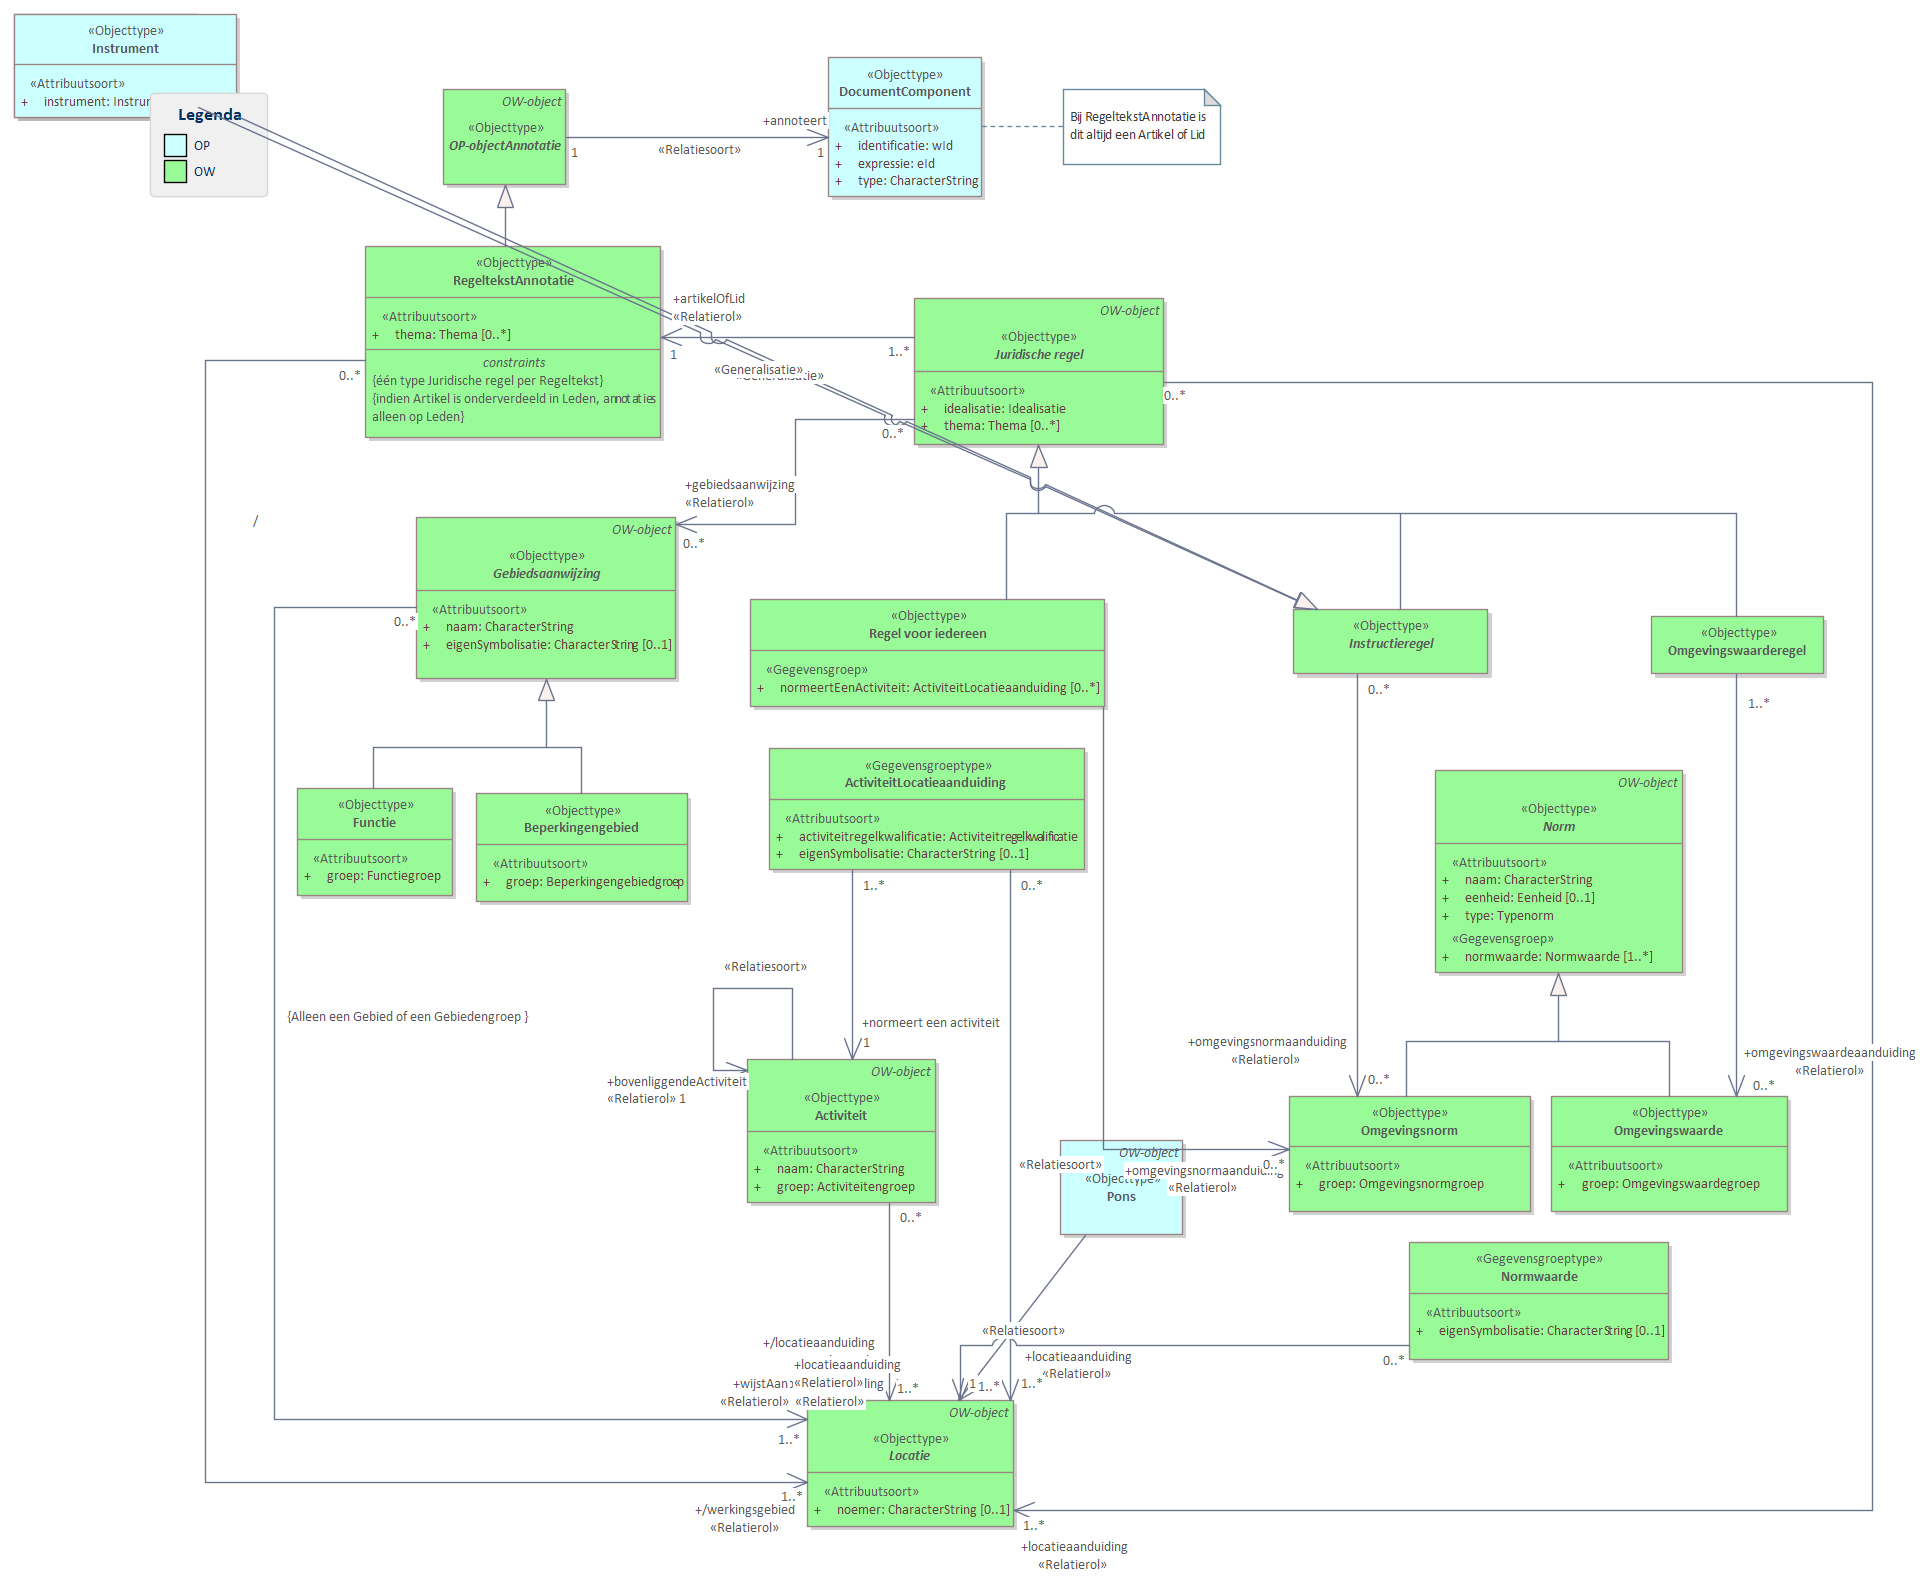 «Objecttype»
Instrument
«Attribuutsoort»
+ instrument:
Legenda
OP
OW
OW-object
«Objecttype»
OP-objectAnnotatie
1
«Relatiesoort»
+annoteert
1
«Objecttype»
DocumentComponent
«Attribuutsoort»
+ identificatie: wId
+ expressie: eId
+ type: CharacterString
Bij RegeltekstAnnotatie is
dit altijd een Artikel of Lid
«Objecttype»
RegeltekstAnnotatie
«Attribuutsoort»
+ thema: Thema [0..*]
constraints
{één type Juridische regel per Regeltekst}
{indien Artikel is onderverdeeld in Leden, annotaties
alleen op Leden}
0..*
+artikelOfLid
«Relatierol»
1
1..*
«Generalisatie»
«Generalisatie»
OW-object
«Objecttype»
Juridische regel
«Attribuutsoort»
+ idealisatie: Idealisatie
+ thema: Thema [0..*]
0..*
0..*
+gebiedsaanwijzing
«Relatierol»
0..*
/
OW-object
«Objecttype»
Gebiedsaanwijzing
«Attribuutsoort»
+ naam: CharacterString
+ eigenSymbolisatie: CharacterString [0..1]
0..*
«Objecttype»
Regel voor iedereen
«Gegevensgroep»
+ normeertEenActiviteit: ActiviteitLocatieaanduiding [0..*]
«Objecttype»
Instructieregel
0..*
«Objecttype»
Omgevingswaarderegel
1..*
«Objecttype»
Functie
«Attribuutsoort»
+ groep: Functiegroep
«Objecttype»
Beperkingengebied
«Attribuutsoort»
+ groep: Beperkingengebiedgroep
«Gegevensgroeptype»
ActiviteitLocatieaanduiding
«Attribuutsoort»
+ activiteitregelkwalificatie: Activiteitregelkwalificatie
+ eigenSymbolisatie: CharacterString [0..1]
1..*
0..*
OW-object
«Objecttype»
Norm
«Attribuutsoort»
+ naam: CharacterString
+ eenheid: Eenheid [0..1]
+ type: Typenorm
«Gegevensgroep»
+ normwaarde: Normwaarde [1..*]
«Relatiesoort»
{Alleen een Gebied of een Gebiedengroep }
+normeert een activiteit
1
+bovenliggendeActiviteit
«Relatierol» 1
OW-object
«Objecttype»
Activiteit
«Attribuutsoort»
+ naam: CharacterString
+ groep: Activiteitengroep
0..*
+omgevingsnormaanduiding
«Relatierol»
0..*
+omgevingswaardeaanduiding
«Relatierol»
0..*
«Objecttype»
Omgevingsnorm
«Attribuutsoort»
+ groep: Omgevingsnormgroep
«Objecttype»
Omgevingswaarde
«Attribuutsoort»
+ groep: Omgevingswaardegroep
OW-object
«Objecttype»
Pons
«Relatiesoort»
0..*
«Relatierol»
«Gegevensgroeptype»
Normwaarde
«Attribuutsoort»
+ eigenSymbolisatie: CharacterString [0..1]
0..*
«Relatiesoort»
+/locatieaanduiding
+locatieaanduiding
«Relatierol»
«Relatierol»
«Relatierol»
1..*
1
1..*
+locatieaanduiding
«Relatierol»
1..*
OW-object
«Objecttype»
Locatie
«Attribuutsoort»
+ noemer: CharacterString [0..1]
1..*
1..*
+/werkingsgebied
«Relatierol»
1..*
+locatieaanduiding
«Relatierol»